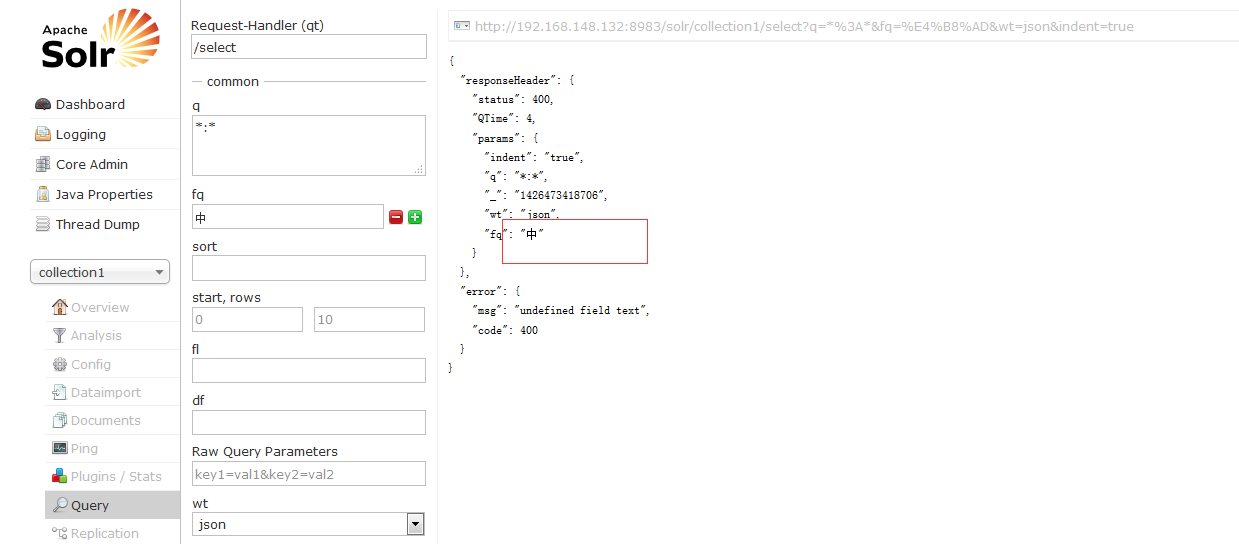 Apache
Solr
Dashboard
Logging
Core Admin
Java Properties
Thread Dump
collection1
Overview
Analysis
Config
Dataimport
Documents
Ping
Plugins / Stats
Query
Replication
Request-Handler (qt)
/select
common
q
*:*
fq
中
sort
start, rows
0
10
fl
df
Raw Query Parameters
key1=val1&key2=val2
wt
json
http://192.168.148.132:8983/solr/collection1/select?q=*%3A*&fq=%E4%B8%AD&wt=json&indent=true
{
  "responseHeader": {
    "status": 400,
    "QTime": 4,
    "params": {
      "indent": "true",
      "q": "*:*",
      "_": "1426473418706",
      "wt": "json",
      "fq": "中"
    }
  },
  "error": {
    "msg": "undefined field text",
    "code": 400
  }
}